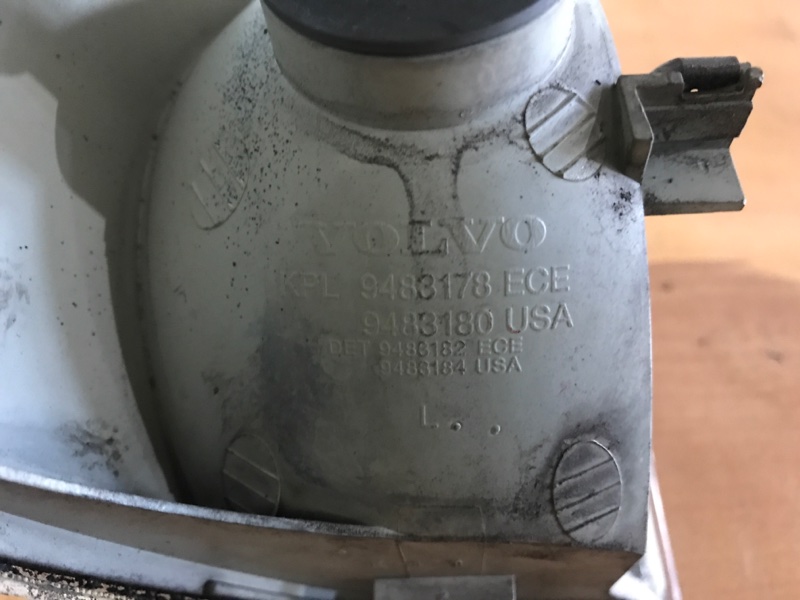 VOLVO
KPL 9483178 ECE
9483180 USA
DET 9483182 ECE
9483184 USA
L..